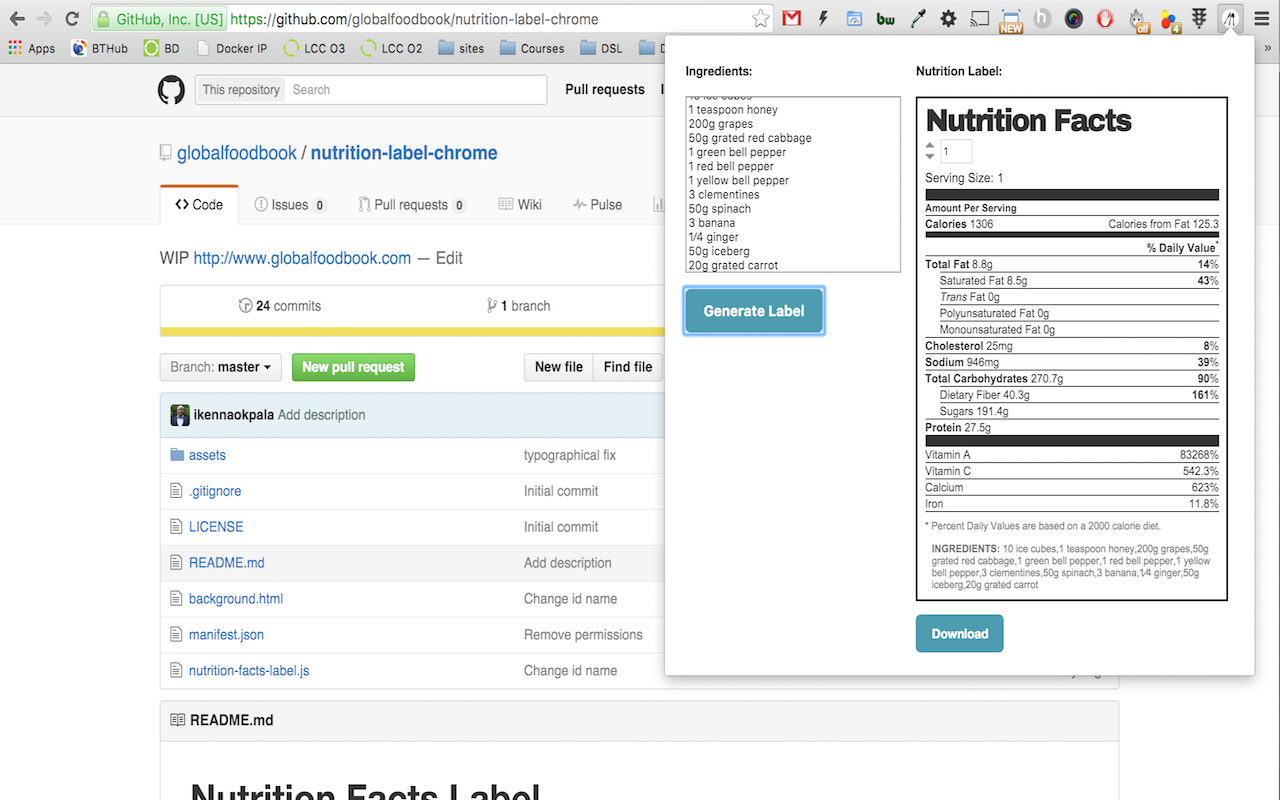 GitHub, Inc. [US] https://github.com/globalfoodbook/nutrition-label-chrome
bw
NEW
h
off
4
Apps
BTHub
BD
Docker IP
LCC O3
LCC O2
sites
Courses
DSL
»
This repository Search
Pull requests
globalfoodbook / nutrition-label-chrome
Code
Issues 0
Pull requests 0
Wiki
Pulse
WIP http://www.globalfoodbook.com — Edit
24 commits
1 branch
Branch: master
New pull request
New file
Find file
ikennaokpala Add description
assets typographical fix
.gitignore Initial commit
LICENSE Initial commit
README.md Add description
background.html Change id name
manifest.json Remove permissions
nutrition-facts-label.js Change id name
README.md
Nutrition Facts Label
Ingredients:
10 ice cubes
1 teaspoon honey
200g grapes
50g grated red cabbage
1 green bell pepper
1 red bell pepper
1 yellow bell pepper
3 clementines
50g spinach
3 banana
1/4 ginger
50g iceberg
20g grated carrot
Generate Label
Nutrition Label:
Nutrition Facts
1
Serving Size: 1
Amount Per Serving
Calories 1306 Calories from Fat 125.3
% Daily Value*
Total Fat 8.8g 14%
Saturated Fat 8.5g 43%
Trans Fat 0g
Polyunsaturated Fat 0g
Monounsaturated Fat 0g
Cholesterol 25mg 8%
Sodium 946mg 39%
Total Carbohydrates 270.7g 90%
Dietary Fiber 40.3g 161%
Sugars 191.4g
Protein 27.5g
Vitamin A 83268%
Vitamin C 542.3%
Calcium 623%
Iron 11.8%
* Percent Daily Values are based on a 2000 calorie diet.
INGREDIENTS: 10 ice cubes,1 teaspoon honey,200g grapes,50g
grated red cabbage,1 green bell pepper,1 red bell pepper,1 yellow
bell pepper,3 clementines,50g spinach,3 banana,1⁄4 ginger,50g
iceberg,20g grated carrot
Download